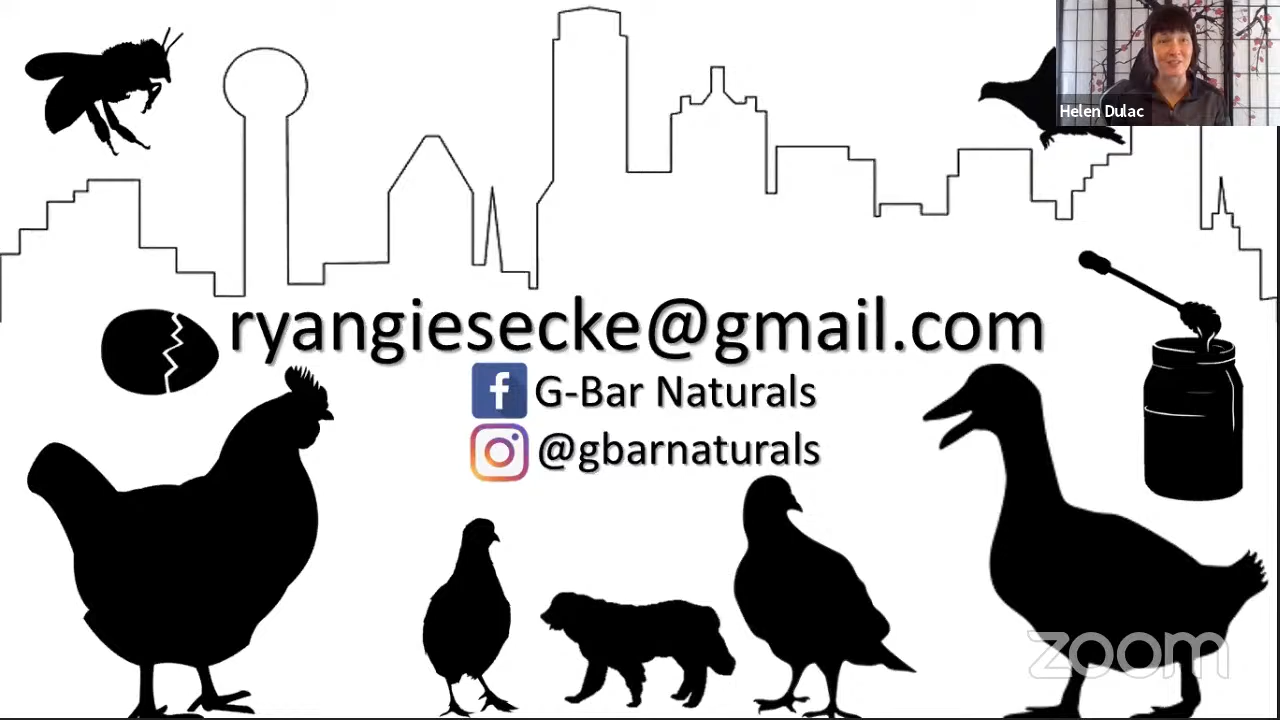 Helen Dulac
ryangiesecke@gmail.com
G-Bar Naturals
@gbarnaturals
zoom